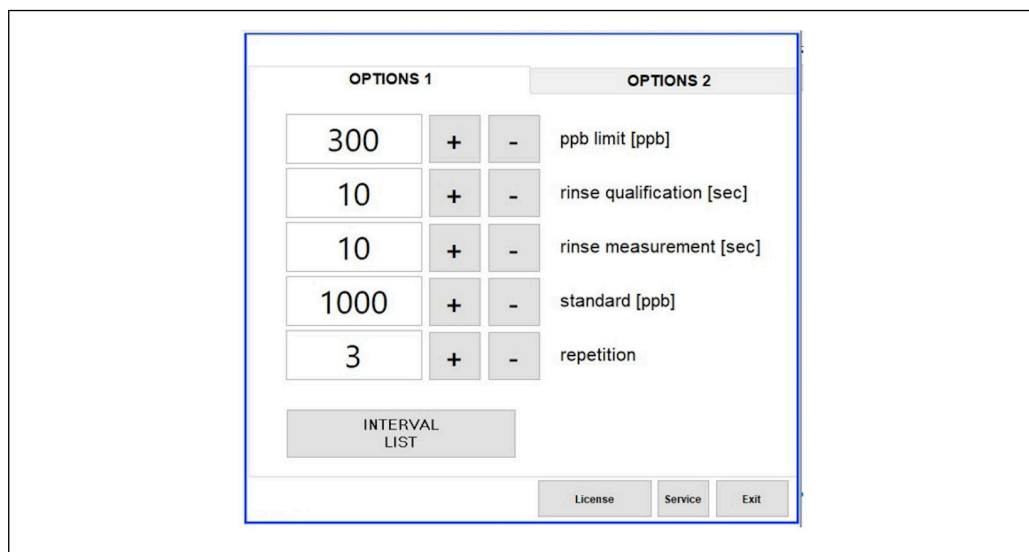 OPTIONS 1 OPTIONS 2
300 + - ppb limit [ppb]
10 + - rinse qualification [sec]
10 + - rinse measurement [sec]
1000 + - standard [ppb]
3 + - repetition
INTERVAL
LIST
License Service Exit